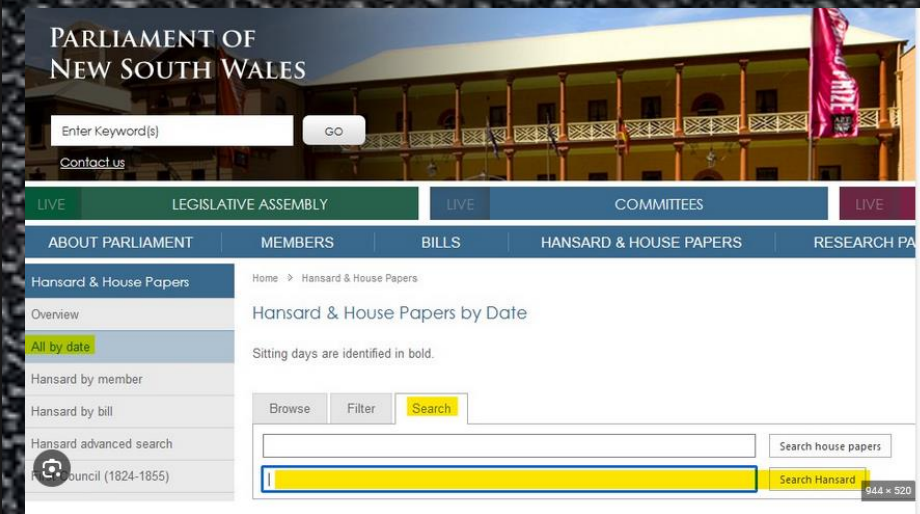 PARLIAMENT OF
NEW SOUTH WALES
Enter Keyword(s)
GO
Contact us
LIVE
LEGISLATIVE ASSEMBLY
LIVE
COMMITTEES
LIVE
ABOUT PARLIAMENT
MEMBERS
BILLS
HANSARD & HOUSE PAPERS
RESEARCH PA
Hansard & House Papers
Overview
All by date
Hansard by member
Hansard by bill
Hansard advanced search
Council (1824-1855)
Home > Hansard & House Papers
Hansard & House Papers by Date
Sitting days are identified in bold.
Browse
Filter
Search
Search house papers
Search Hansard
944 × 520